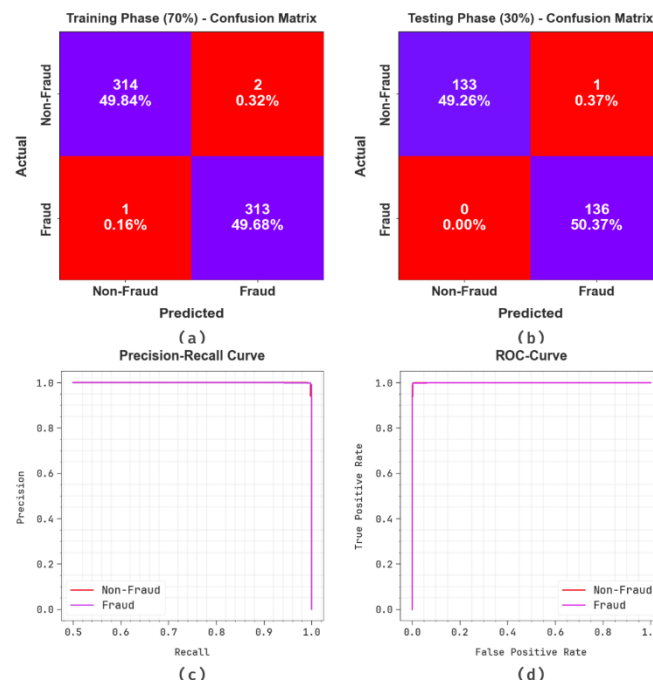 Training Phase (70%) - Confusion Matrix
Non-Fraud
Fraud
Actual
314
49.84%
2
0.32%
1
0.16%
313
49.68%
Non-Fraud
Fraud
Predicted
(a)
Testing Phase (30%) - Confusion Matrix
Non-Fraud
Fraud
Actual
133
49.26%
1
0.37%
0
0.00%
136
50.37%
Non-Fraud
Fraud
Predicted
(b)
Precision-Recall Curve
Precision
1.0
0.8
0.6
0.4
0.2
0.0
Non-Fraud
Fraud
0.5
0.6
0.7
0.8
0.9
1.0
Recall
(c)
ROC-Curve
True Positive Rate
1.0
0.8
0.6
0.4
0.2
0.0
Non-Fraud
Fraud
0.0
0.2
0.4
0.6
0.8
False Positive Rate
(d)